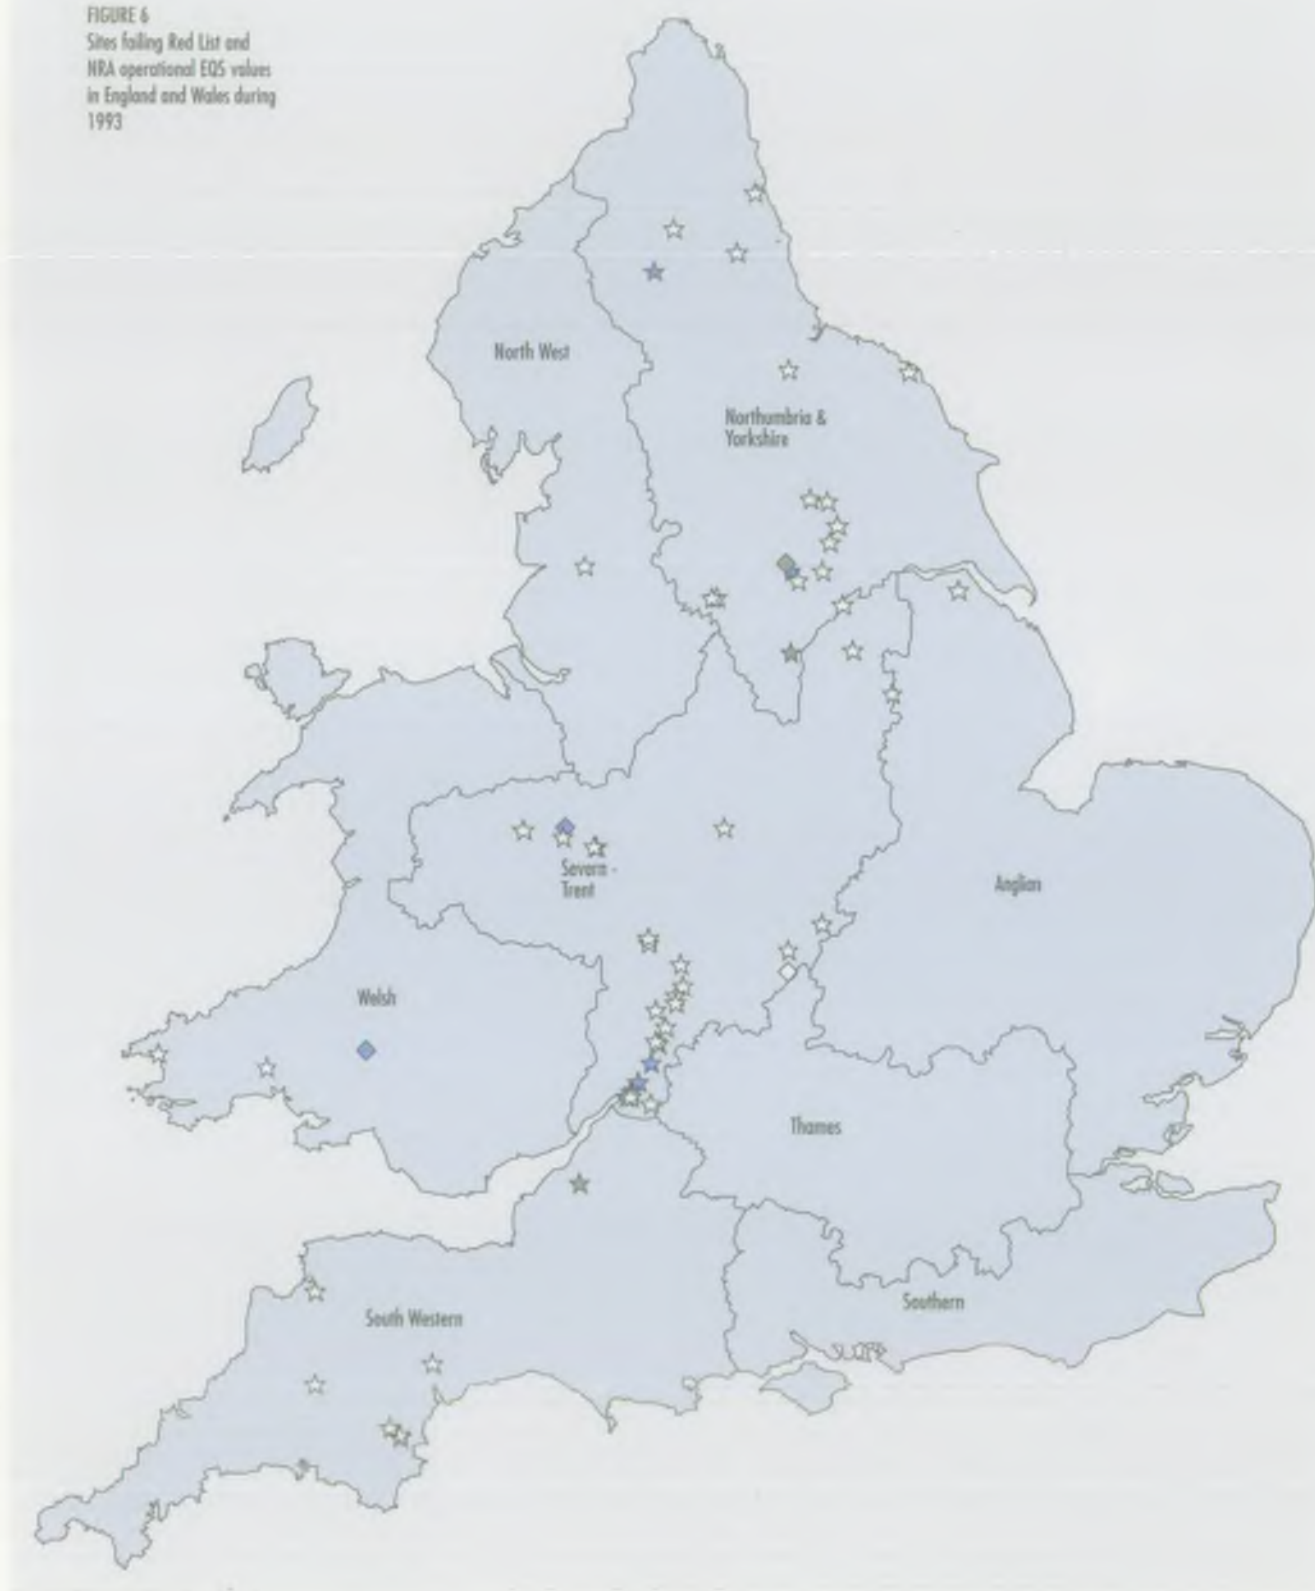 FIGURE 6
Sites failing Red List and
NRA operational EQS values
in England and Wales during
1993
North West
Northumbria &
Yorkshire
Severn -
Trent
Anglian
Welsh
Thames
Southern
South Western